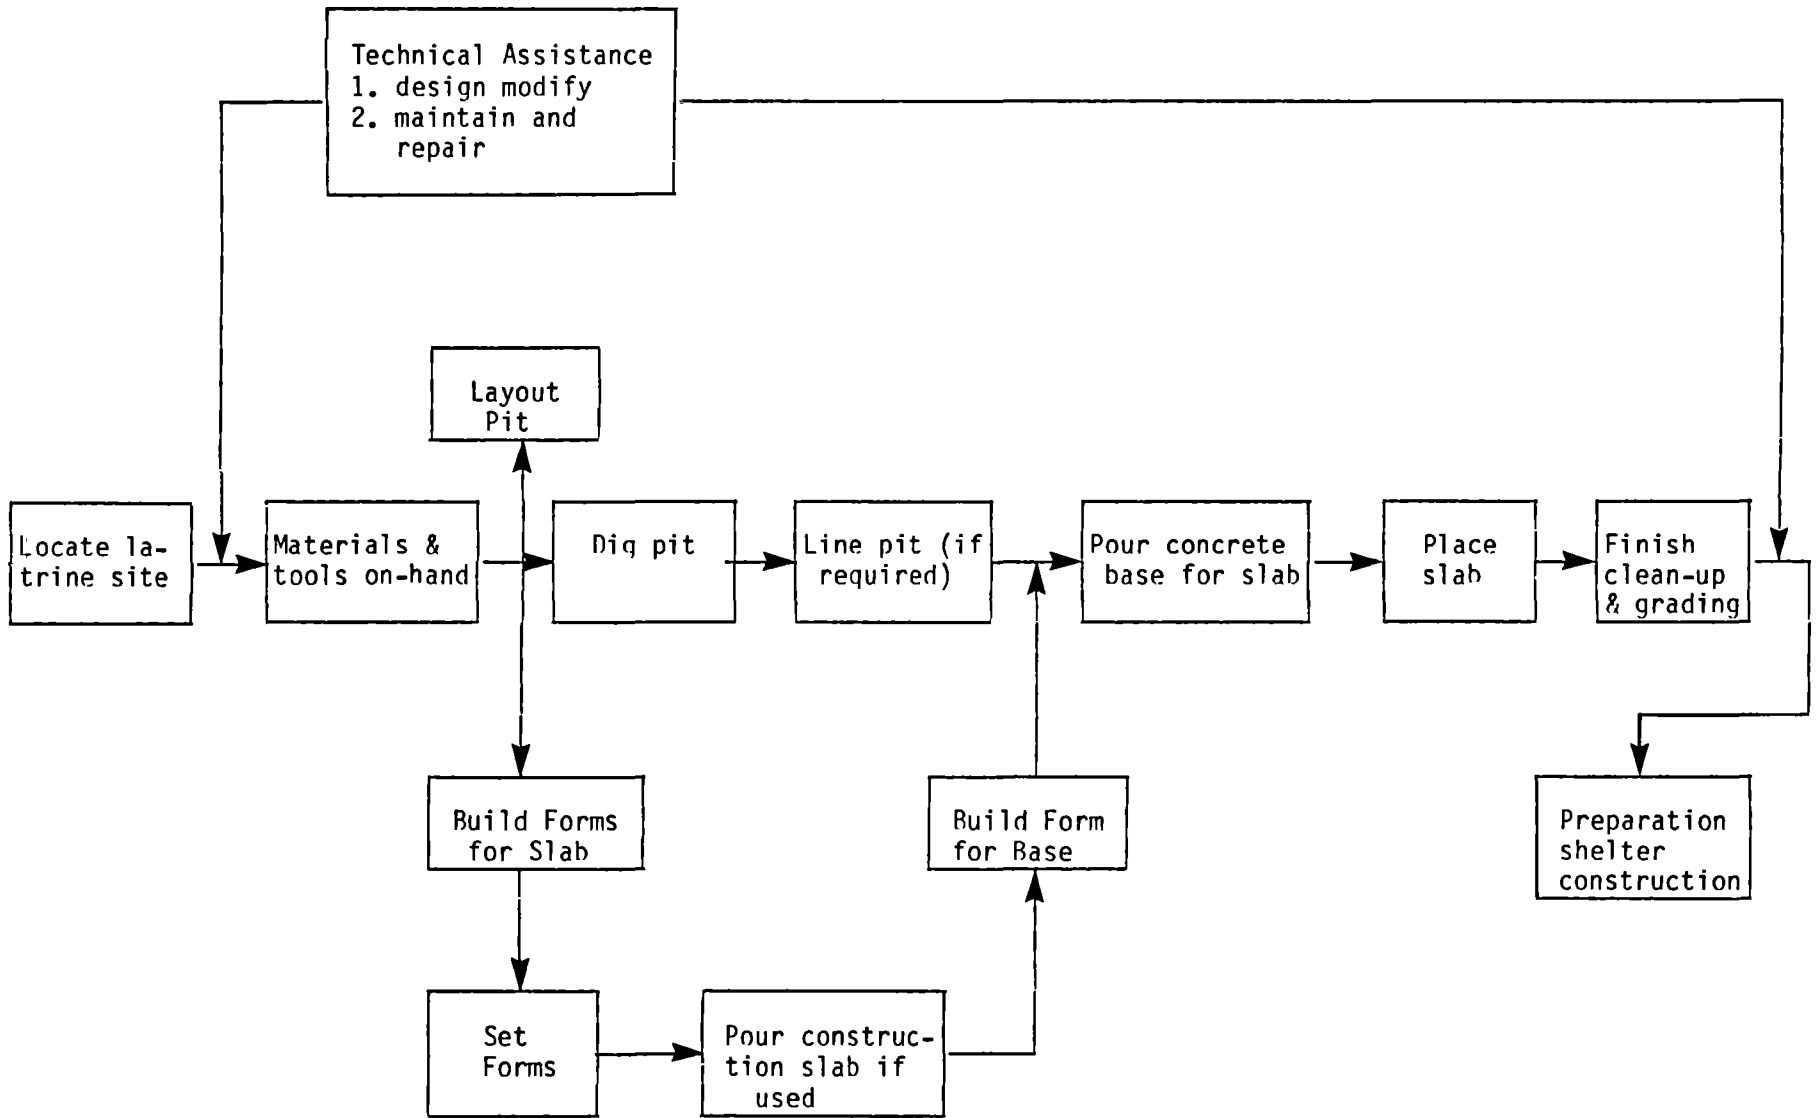 Technical Assistance
1. design modify
2. maintain and
repair
Layout
Pit
Locate la-
trine site
Materials &
tools on-hand
Dig pit
Line pit (if
required)
Pour concrete
base for slab
Place
slab
Finish
clean-up
& grading
Build Forms
for Slab
Build Form
for Base
Preparation
shelter
construction
Set
Forms
Pour construc-
tion slab if
used